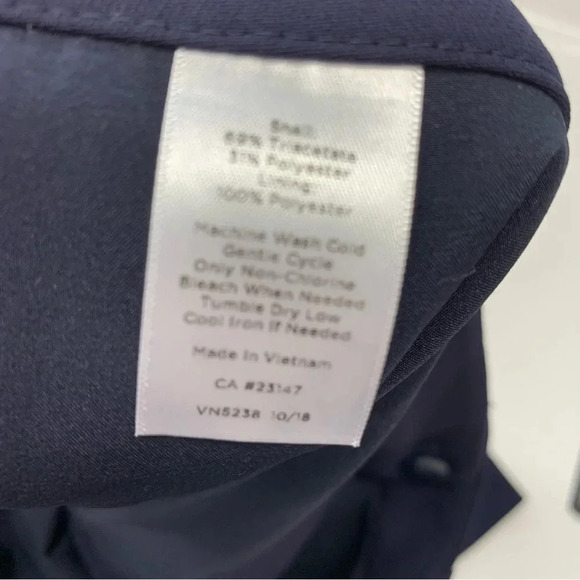 Shell
69% Triacetate
31% Polyester
Lining
100% Polyester
Machine Wash Cold
Gentle Cycle
Only Non-Chlorine
Bleach When Needed
Tumble Dry Low
Cool Iron If Needed
Made In Vietnam
CA #23147
VN5238 10/18